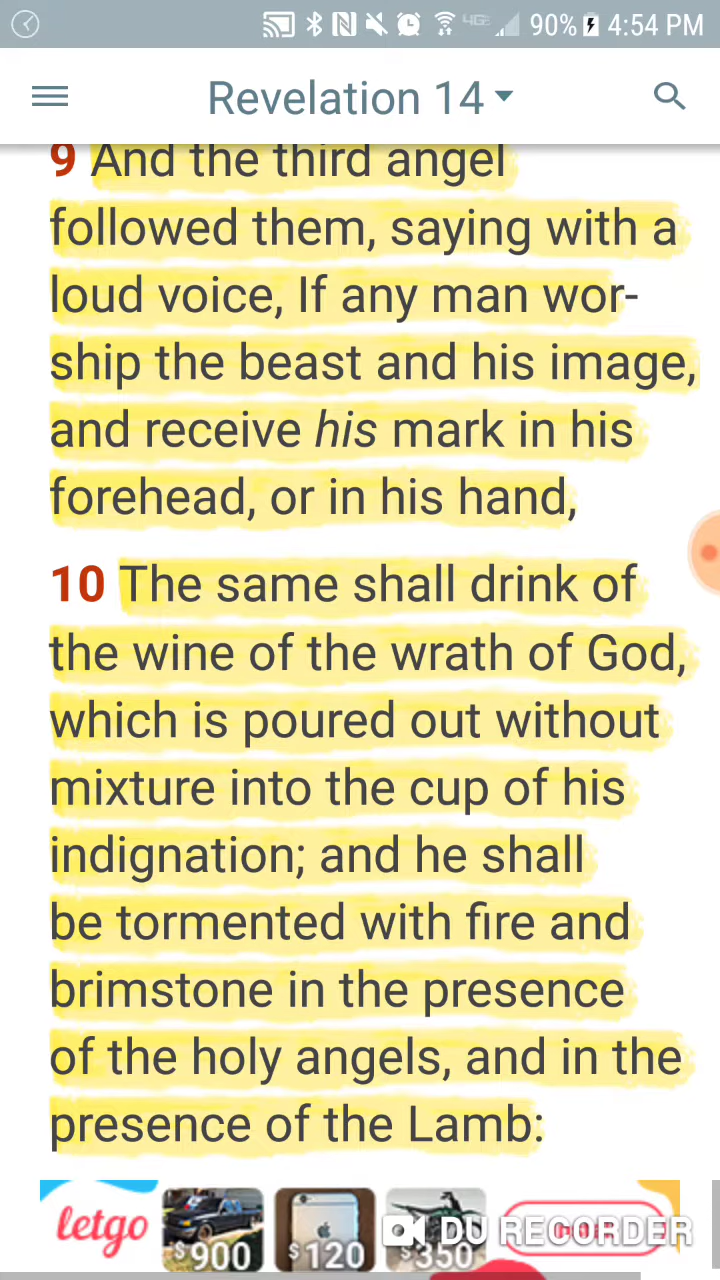 4GE 90% 4:54 PM
Revelation 14
9 And the third angel
followed them, saying with a
loud voice, If any man wor-
ship the beast and his image,
and receive his mark in his
forehead, or in his hand,
10 The same shall drink of
the wine of the wrath of God,
which is poured out without
mixture into the cup of his
indignation; and he shall
be tormented with fire and
brimstone in the presence
of the holy angels, and in the
presence of the Lamb:
letgo $900 $120 $350 DU RECORDER